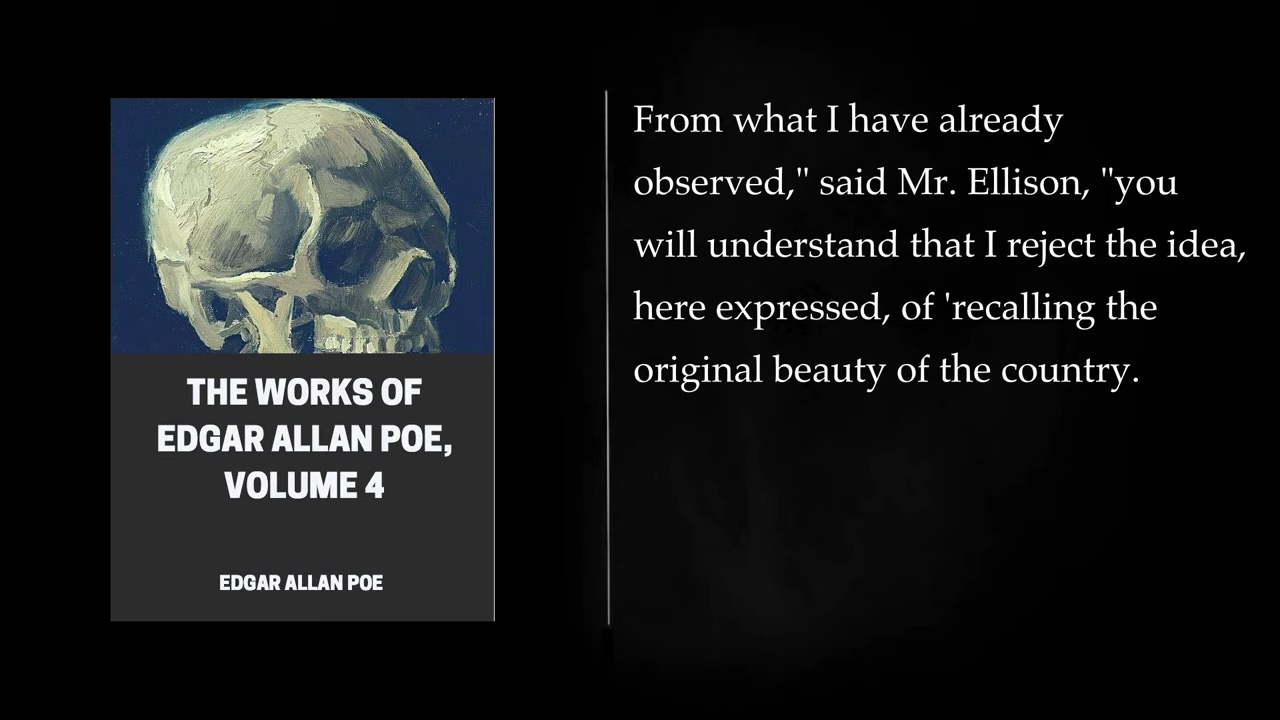 THE WORKS OF
EDGAR ALLAN POE,
VOLUME 4
EDGAR ALLAN POE
From what I have already
observed," said Mr. Ellison, "you
will understand that I reject the idea,
here expressed, of 'recalling the
original beauty of the country.